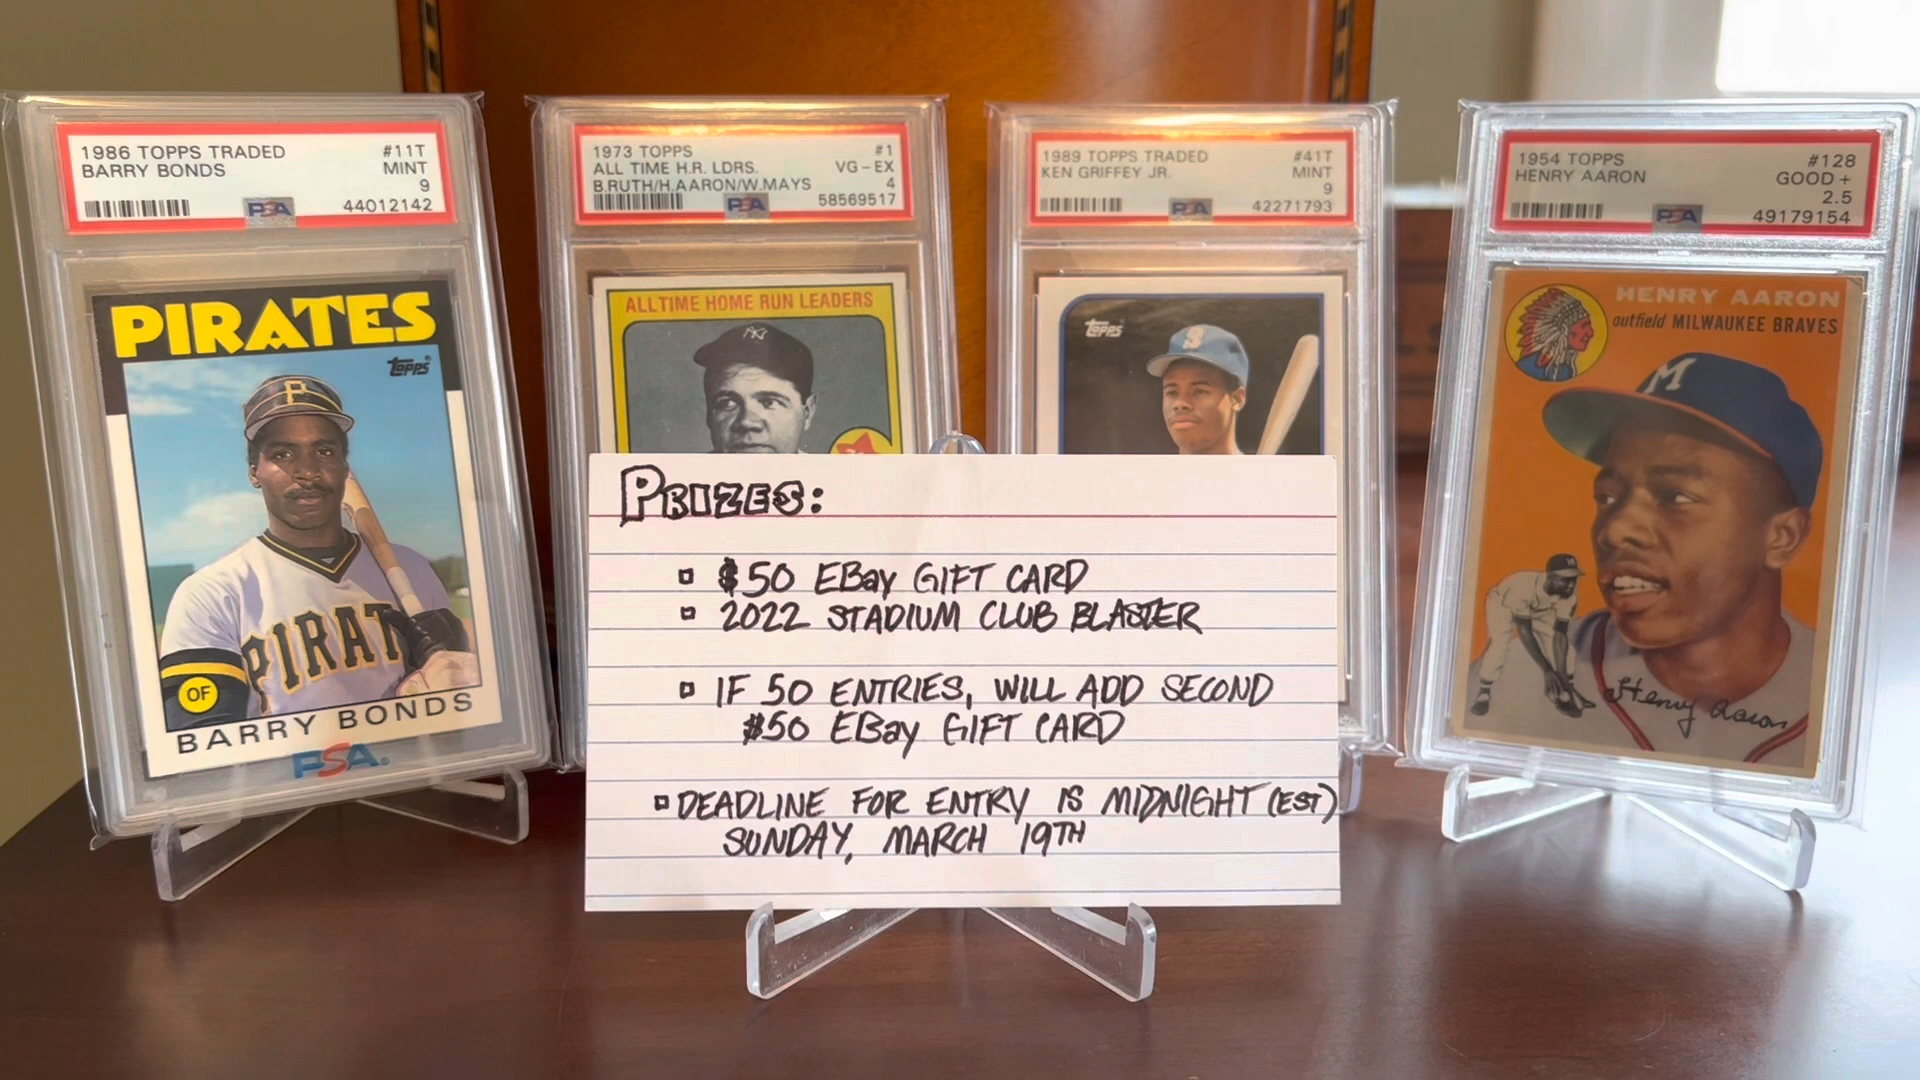 1986 TOPPS TRADED #11T
BARRY BONDS MINT
9
PSA 44012142
PIRATES
Topps
P
PIRAT
OF
BARRY BONDS
PSA
1973 TOPPS #1
ALL TIME H.R. LDRS. VG-EX
B.RUTH/H.AARON/W.MAYS 4
PSA 58569517
ALL TIME HOME RUN LEADERS
NY
1989 TOPPS TRADED #41T
KEN GRIFFEY JR. MINT
9
PSA 42271793
Topps
S
1954 TOPPS #128
HENRY AARON GOOD +
2.5
PSA 49179154
HENRY AARON
outfield MILWAUKEE BRAVES
M
M
Henry Aaron
PRIZES:
$50 EBay GIFT CARD
2022 STADIUM CLUB BLASTER
IF 50 ENTRIES, WILL ADD SECOND
$50 EBay GIFT CARD
DEADLINE FOR ENTRY IS MIDNIGHT (EST)
SUNDAY, MARCH 19TH